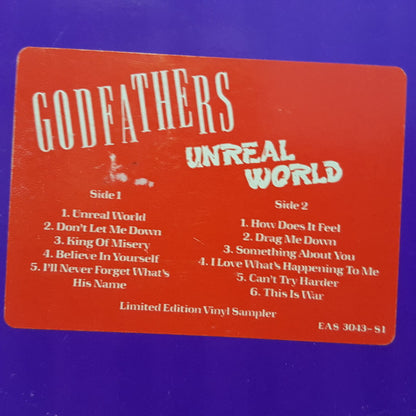 GODFATHERS
UNREAL
WORLD
Side 1
1. Unreal World
2. Don't Let Me Down
3. King Of Misery
4. Believe In Yourself
5. I'll Never Forget What's
His Name
Side 2
1. How Does It Feel
2. Drag Me Down
3. Something About You
4. I Love What's Happening To Me
5. Can't Try Harder
6. This Is War
Limited Edition Vinyl Sampler
EAS 3043-S1